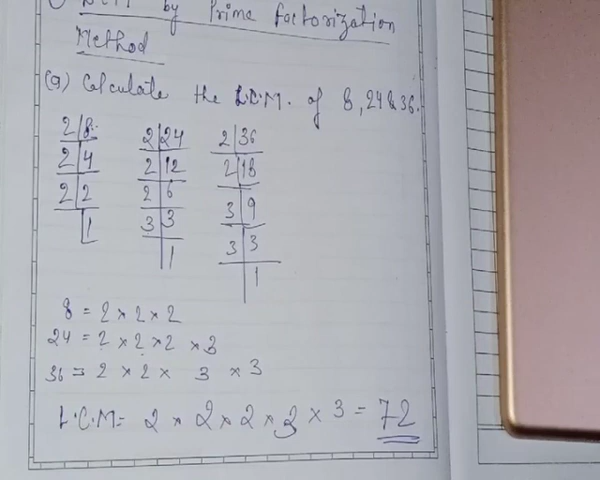 by Prime factorization
Method
(a) Calculate the L.C.M. of 8, 24 & 36.
2 8 2 24 2 36
2 4 2 12 2 18
2 2 2 6 3 9
1 3 3 3 3
1 1
8 = 2 × 2 × 2
24 = 2 × 2 × 2 × 3
36 = 2 × 2 × 3 × 3
L.C.M = 2 × 2 × 2 × 3 × 3 = 72